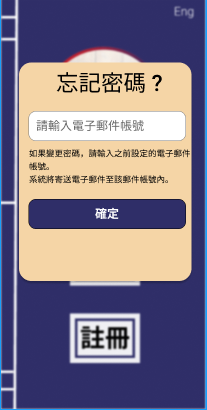 Eng
忘記密碼？
請輸入電子郵件帳號
如果變更密碼，請輸入之前設定的電子郵件
帳號。
系統將寄送電子郵件至該郵件帳號內。
確定
註冊